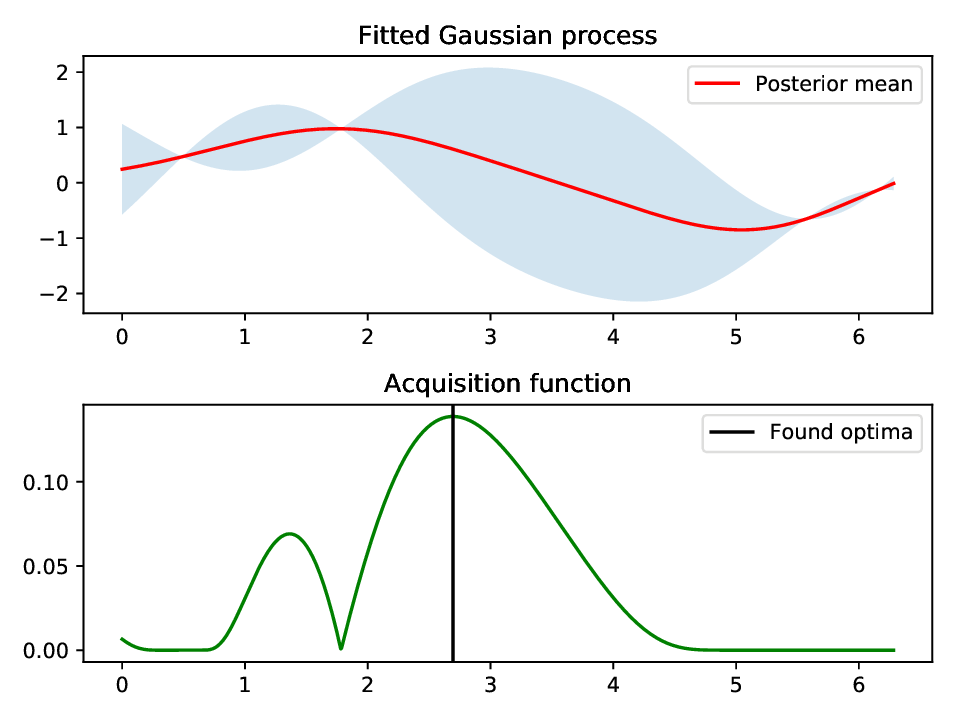 Fitted Gaussian process
Posterior mean
2
1
0
−1
−2
0 1 2 3 4 5 6
Acquisition function
Found optima
0.10
0.05
0.00
0 1 2 3 4 5 6